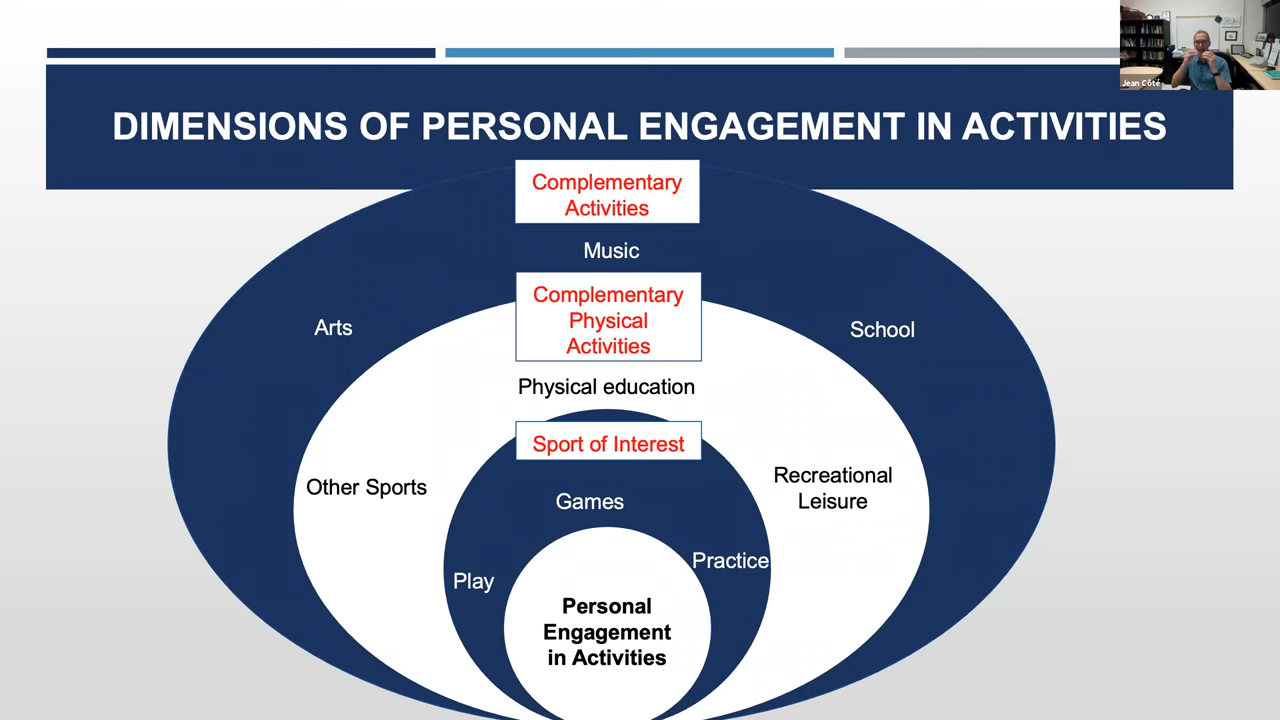 Jean Côté
DIMENSIONS OF PERSONAL ENGAGEMENT IN ACTIVITIES
Complementary
Activities
Music
Complementary
Physical
Activities
Arts
School
Physical education
Sport of Interest
Other Sports
Recreational
Leisure
Games
Practice
Play
Personal
Engagement
in Activities